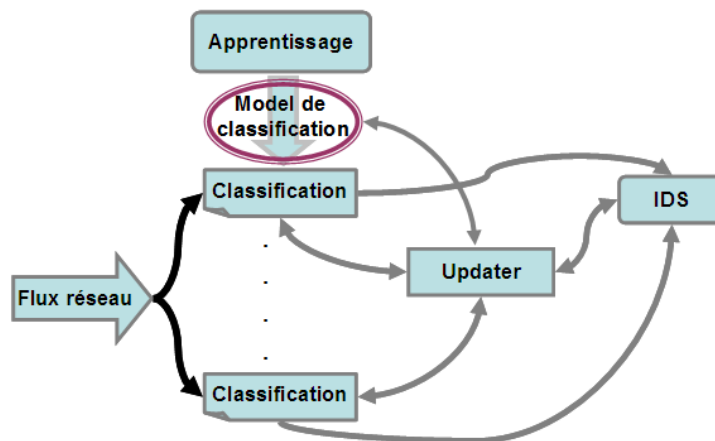 Apprentissage
Model de
classification
Classification
IDS
Updater
Flux réseau
Classification